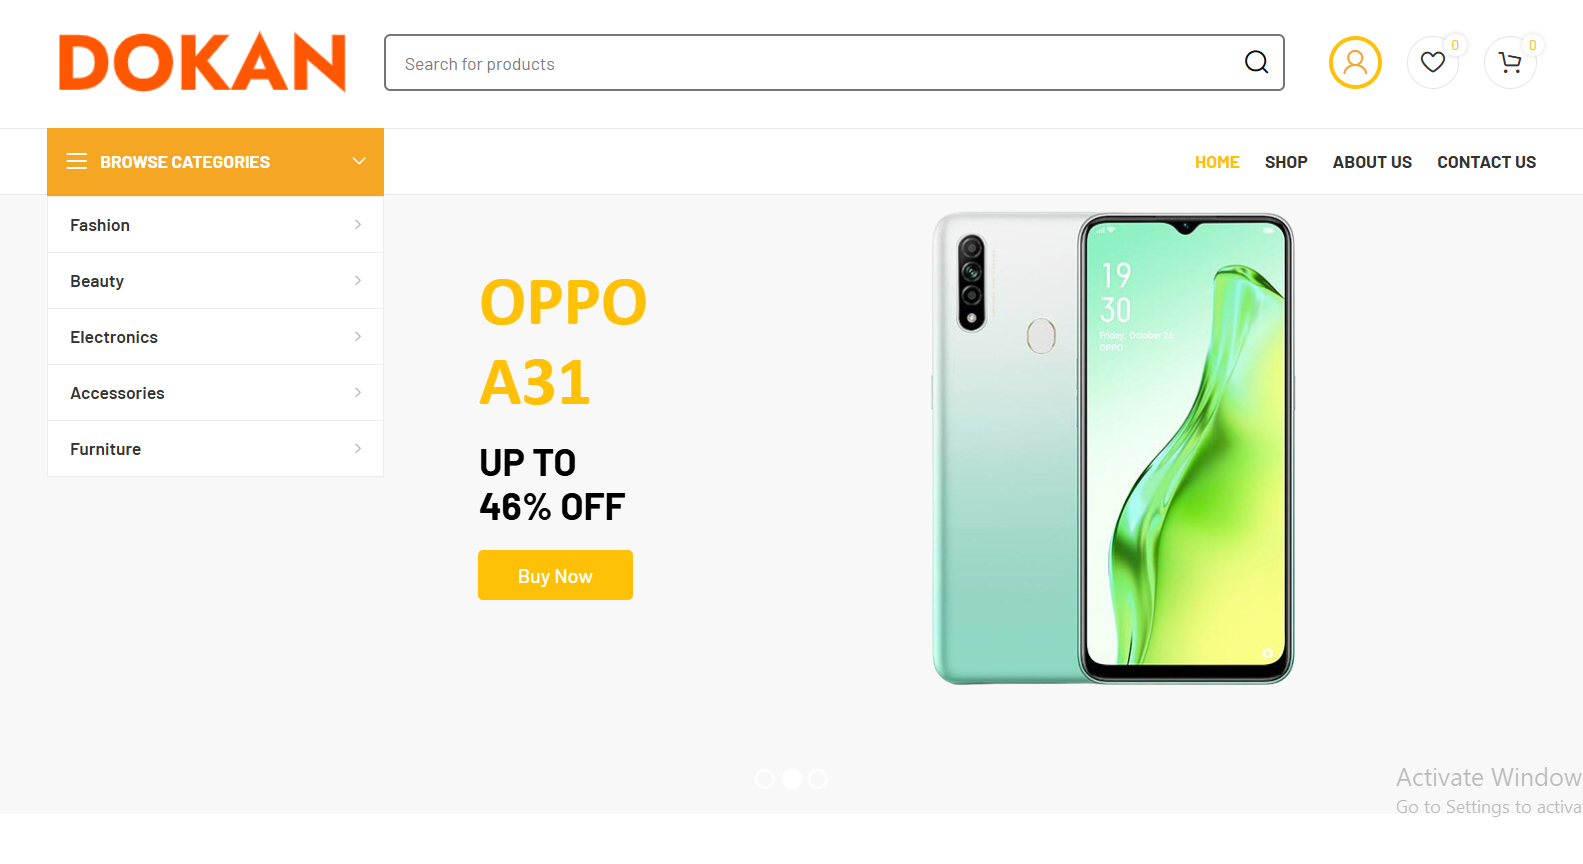 DOKAN
Search for products
0
0
BROWSE CATEGORIES
HOME SHOP ABOUT US CONTACT US
Fashion
Beauty
Electronics
Accessories
Furniture
OPPO
A31
UP TO
46% OFF
Buy Now
19
30
Friday, October 26
OPPO
Activate Window
Go to Settings to activa